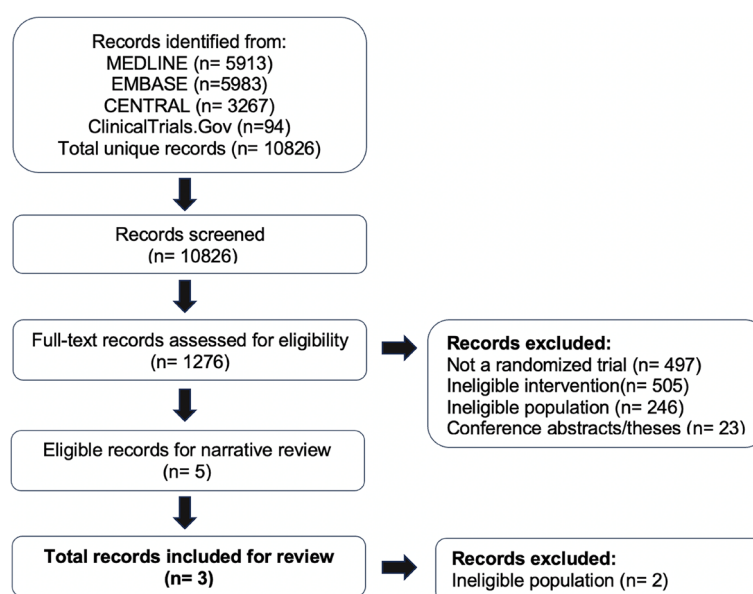 Records identified from:
MEDLINE (n= 5913)
EMBASE (n=5983)
CENTRAL (n= 3267)
ClinicalTrials.Gov (n=94)
Total unique records (n= 10826)
Records screened
(n= 10826)
Full-text records assessed for eligibility
(n= 1276)
Records excluded:
Not a randomized trial (n= 497)
Ineligible intervention(n= 505)
Ineligible population (n= 246)
Conference abstracts/theses (n= 23)
Eligible records for narrative review
(n= 5)
Total records included for review
(n= 3)
Records excluded:
Ineligible population (n= 2)